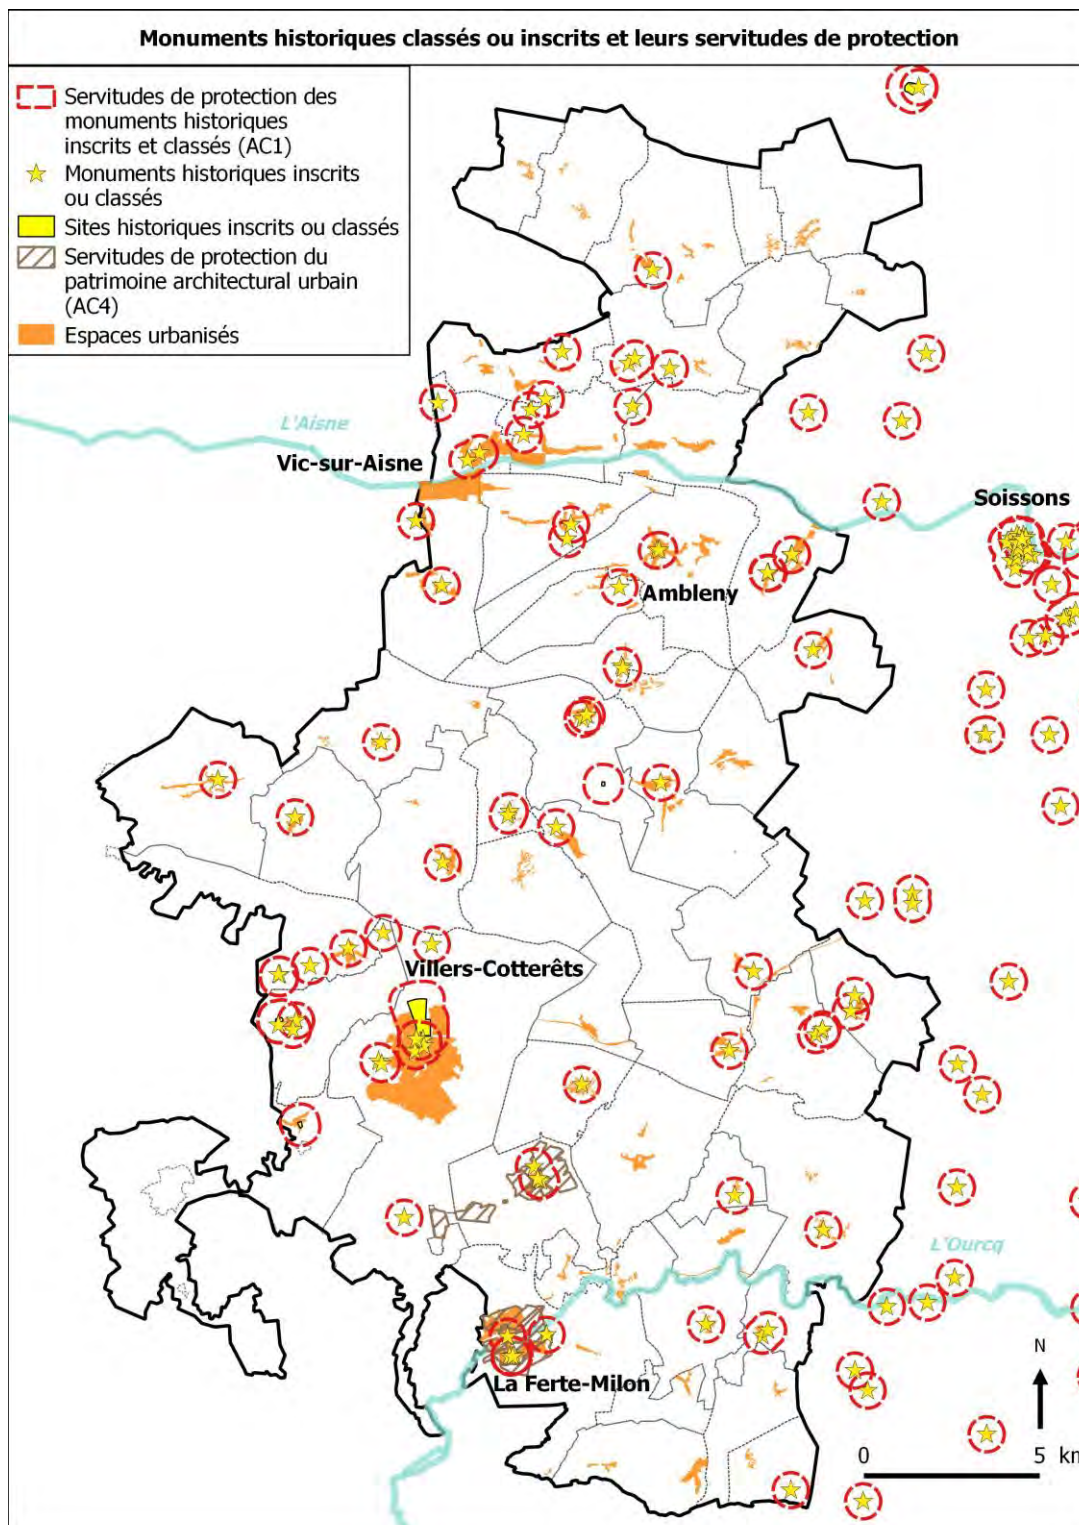 Monuments historiques classés ou inscrits et leurs servitudes de protection
Servitudes de protection des
monuments historiques
inscrits et classés (AC1)
Monuments historiques inscrits
ou classés
Sites historiques inscrits ou classés
Servitudes de protection du
patrimoine architectural urbain
(AC4)
Espaces urbanisés
L'Aisne
Vic-sur-Aisne
Soissons
Ambleny
Villers-Cotterêts
L'Ourcq
La Ferte-Milon
N
0 5 km